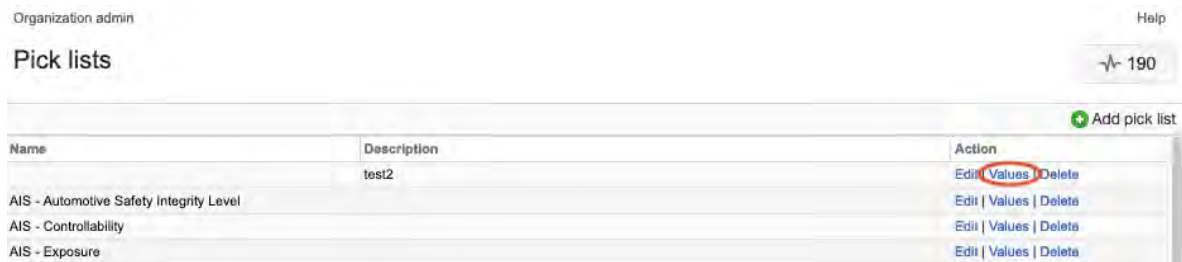 Organization admin Help
Pick lists 190
Add pick list
Name Description Action
test2 Edit | Values | Delete
AIS - Automotive Safety Integrity Level Edit | Values | Delete
AIS - Controllability Edit | Values | Delete
AIS - Exposure Edit | Values | Delete